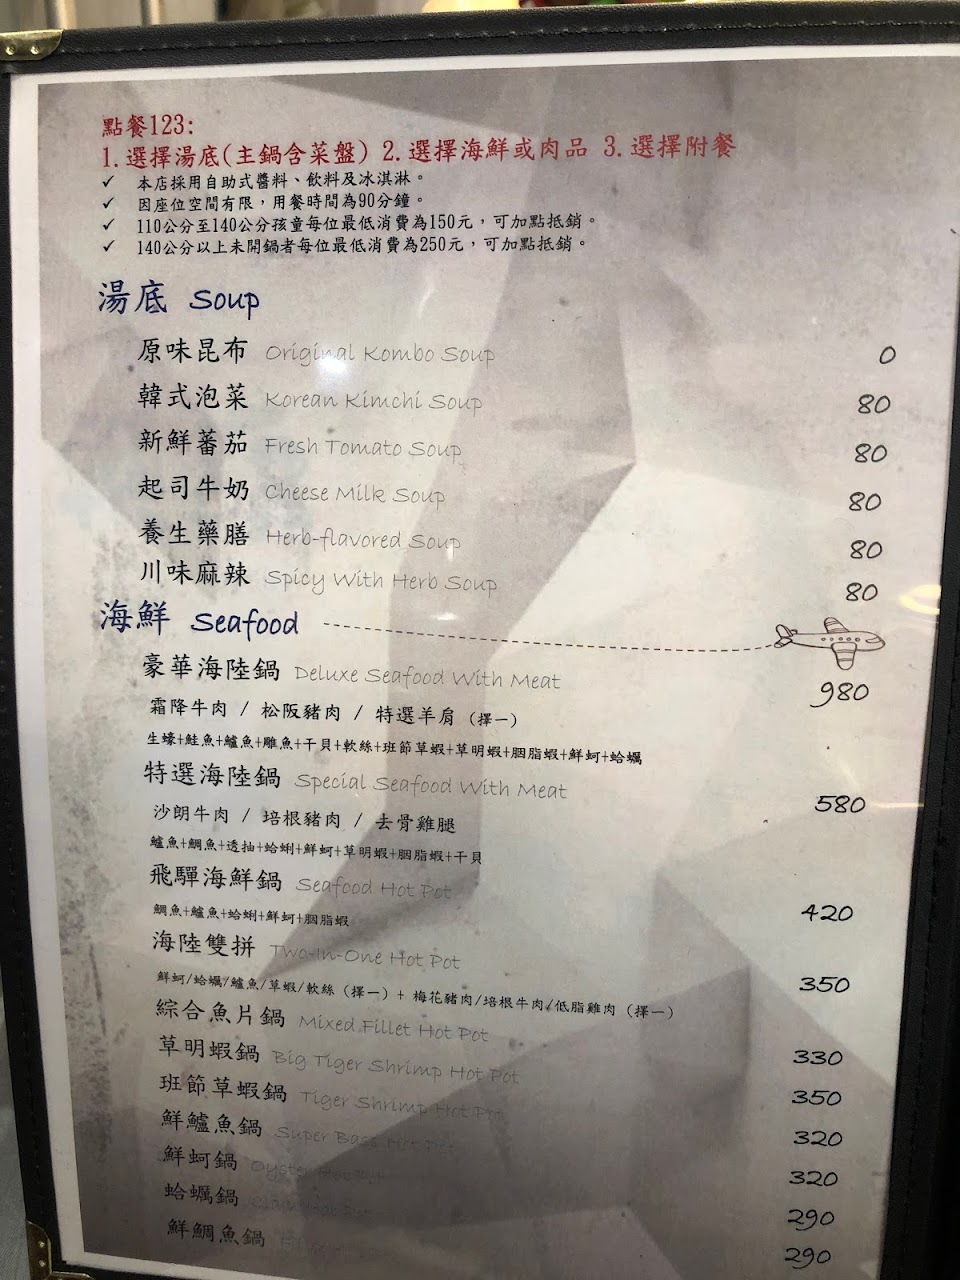 點餐123:
1.選擇湯底(主鍋含菜盤) 2.選擇海鮮或肉品 3.選擇附餐
✓ 本店採用自助式醬料、飲料及冰淇淋。
✓ 因座位空間有限，用餐時間為90分鐘。
✓ 110公分至140公分孩童每位最低消費為150元，可加點抵銷。
✓ 140公分以上未開鍋者每位最低消費為250元，可加點抵銷。
湯底 Soup
原味昆布 Original Kombo Soup 0
韓式泡菜 Korean Kimchi Soup 80
新鮮蕃茄 Fresh Tomato Soup 80
起司牛奶 Cheese Milk Soup 80
養生藥膳 Herb-flavored Soup 80
川味麻辣 Spicy With Herb Soup 80
海鮮 Seafood
豪華海陸鍋 Deluxe Seafood With Meat 980
霜降牛肉 / 松阪豬肉 / 特選羊肩 (擇一)
生蠔+鮭魚+鱸魚+雕魚+干貝+軟絲+班節草蝦+草明蝦+胭脂蝦+鮮蚵+蛤蠣
特選海陸鍋 Special Seafood With Meat 580
沙朗牛肉 / 培根豬肉 / 去骨雞腿
鱸魚+鯛魚+透抽+蛤蜊+鮮蚵+草明蝦+胭脂蝦+干貝
飛驒海鮮鍋 Seafood Hot Pot 420
鯛魚+鱸魚+蛤蜊+鮮蚵+胭脂蝦
海陸雙拼 Two-In-One Hot Pot 350
鮮蚵/蛤蠣/鱸魚/草蝦/軟絲 (擇一) + 梅花豬肉/培根牛肉/低脂雞肉 (擇一)
綜合魚片鍋 Mixed Fillet Hot Pot 330
草明蝦鍋 Big Tiger Shrimp Hot Pot 350
班節草蝦鍋 Tiger Shrimp Hot Pot 320
鮮鱸魚鍋 Super Bass Hot Pot 320
鮮蚵鍋 Oyster 290
蛤蠣鍋 290
鮮鯛魚鍋